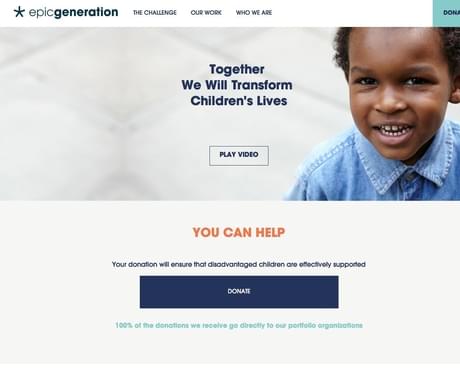 epicgeneration
THE CHALLENGE OUR WORK WHO WE ARE
Together
We Will Transform
Children's Lives
PLAY VIDEO
YOU CAN HELP
Your donation will ensure that disadvantaged children are effectively supported
DONATE
100% of the donations we receive go directly to our portfolio organizations